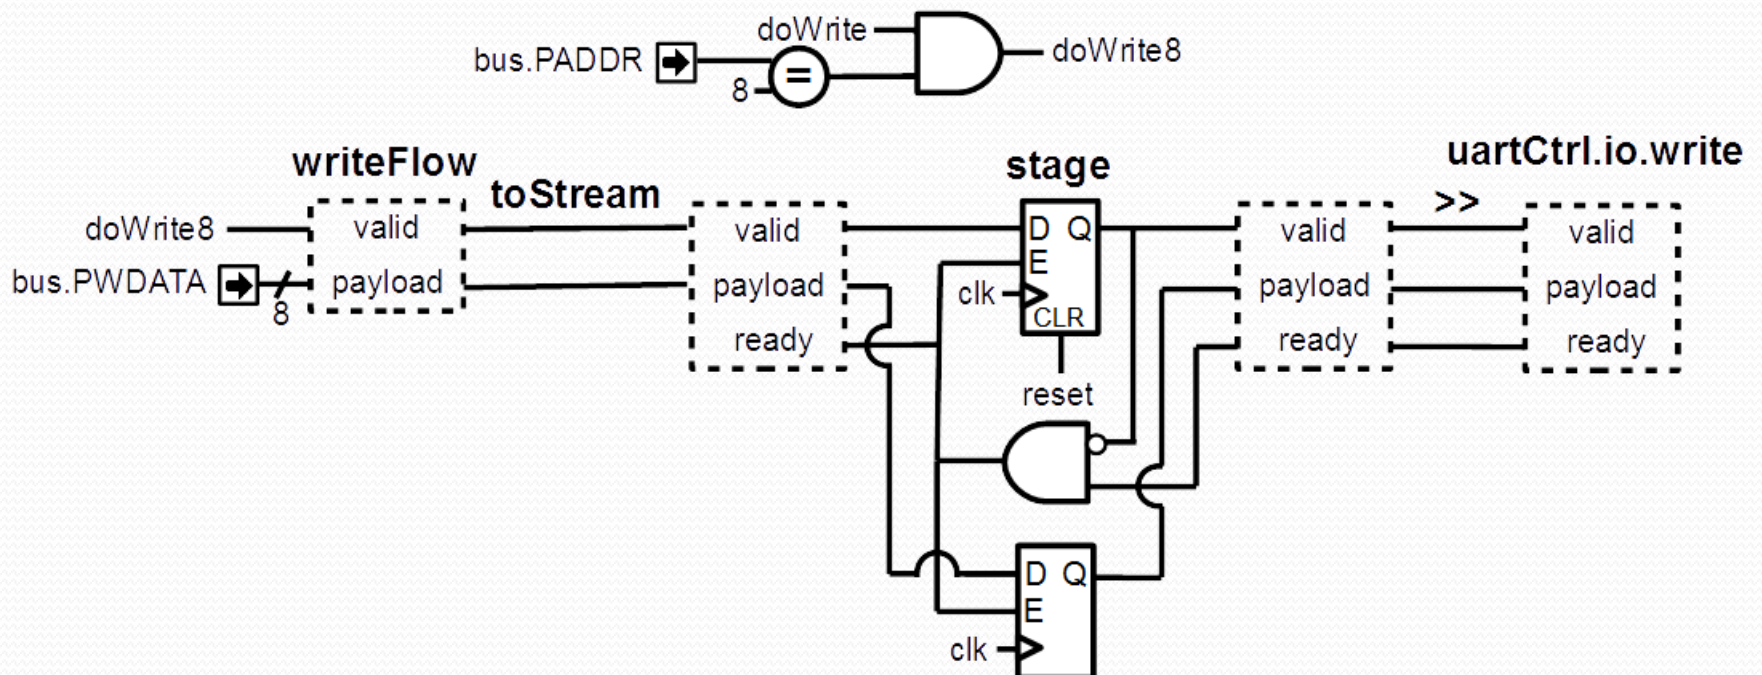 doWrite
bus.PADDR
=
8
doWrite8
writeFlow
toStream
stage
uartCtrl.io.write
>>
doWrite8
valid
valid
D Q
valid
valid
bus.PWDATA
8
payload
payload
E
clk
payload
payload
ready
CLR
ready
ready
reset
D Q
E
clk